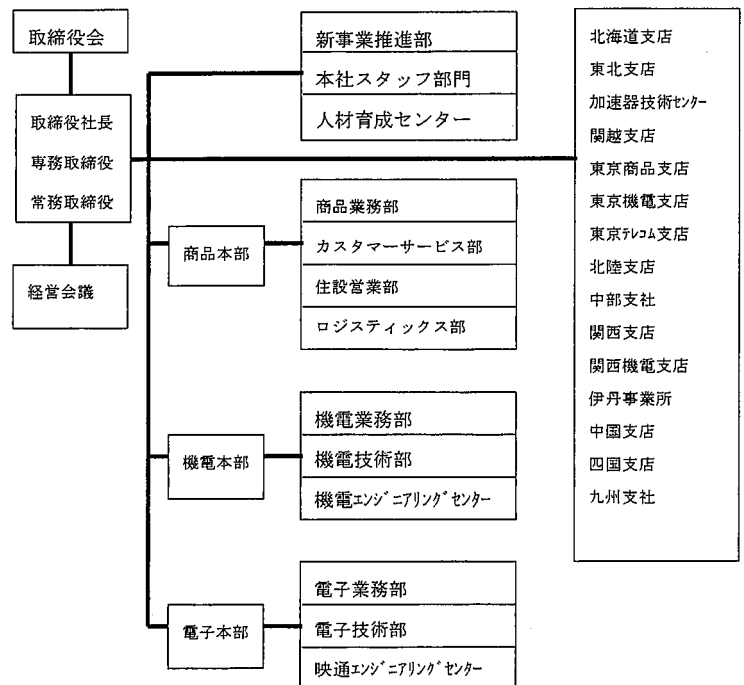 取締役会
取締役社長
専務取締役
常務取締役
経営会議
新事業推進部
本社スタッフ部門
人材育成センター
商品本部
商品業務部
カスタマーサービス部
住設営業部
ロジスティックス部
機電本部
機電業務部
機電技術部
機電ｴﾝｼﾞﾆｱﾘﾝｸﾞｾﾝﾀｰ
電子本部
電子業務部
電子技術部
映通ｴﾝｼﾞﾆｱﾘﾝｸﾞｾﾝﾀｰ
北海道支店
東北支店
加速器技術ｾﾝﾀｰ
関越支店
東京商品支店
東京機電支店
東京ﾃﾚｺﾑ支店
北陸支店
中部支社
関西支店
関西機電支店
伊丹事業所
中国支店
四国支店
九州支社